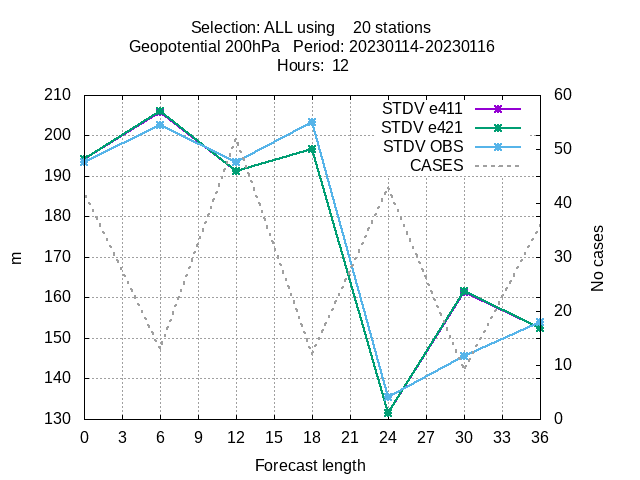 Selection: ALL using    20 stations
Geopotential 200hPa   Period: 20230114-20230116
Hours:  12
STDV e411
STDV e421
STDV OBS
CASES
210
200
190
180
170
160
150
140
130
60
50
40
30
20
10
0
m
No cases
0 3 6 9 12 15 18 21 24 27 30 33 36
Forecast length